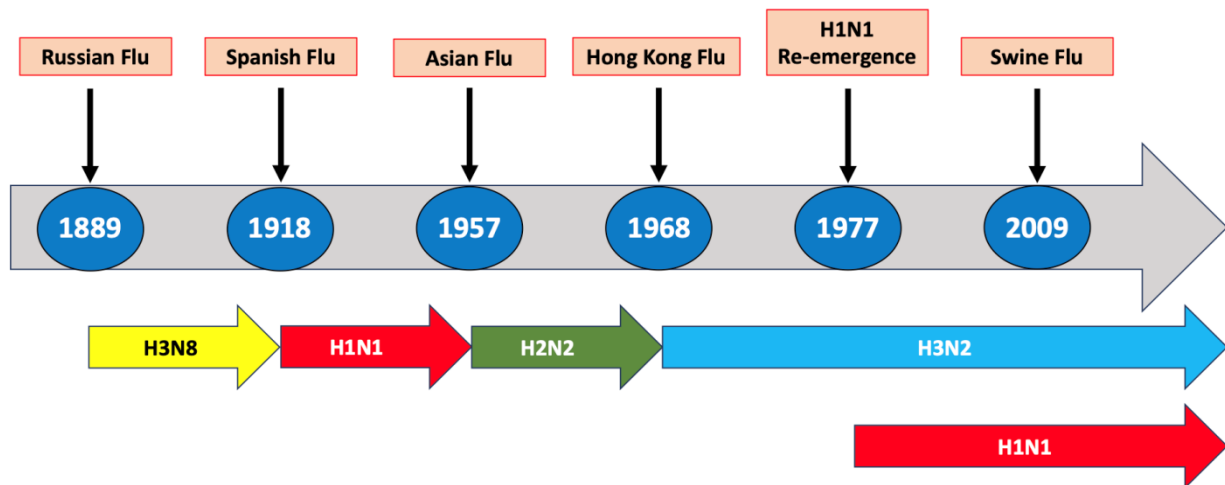 Russian Flu
Spanish Flu
Asian Flu
Hong Kong Flu
H1N1
Re-emergence
Swine Flu
1889
1918
1957
1968
1977
2009
H3N8
H1N1
H2N2
H3N2
H1N1